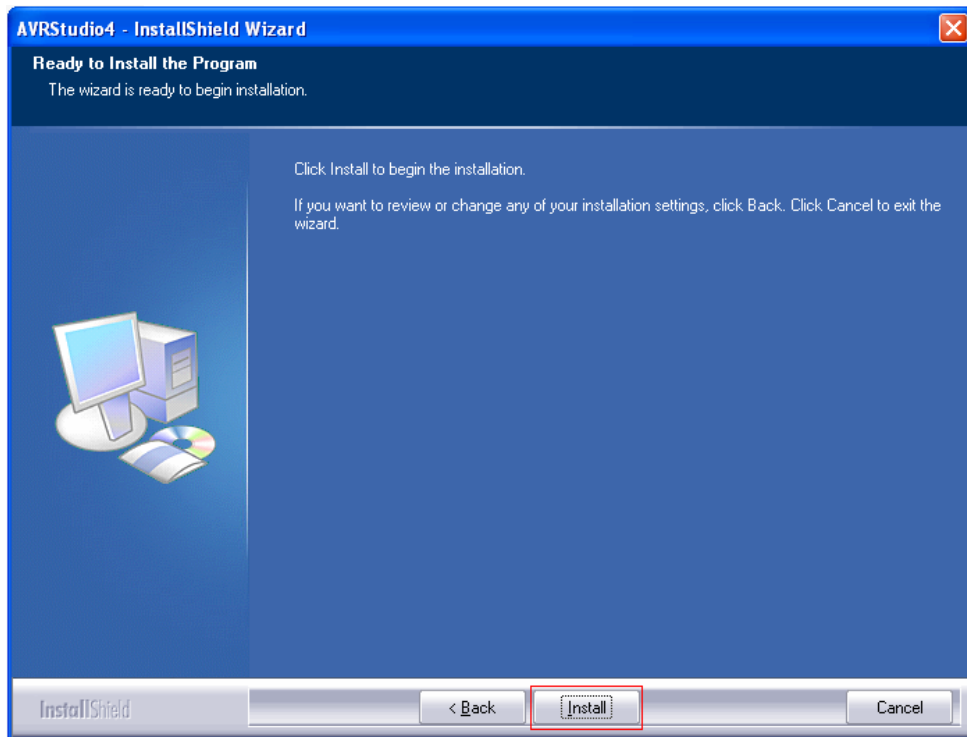 AVRStudio4 - InstallShield Wizard
Ready to Install the Program
The wizard is ready to begin installation.
Click Install to begin the installation.
If you want to review or change any of your installation settings, click Back. Click Cancel to exit the
wizard.
InstallShield
< Back
Install
Cancel